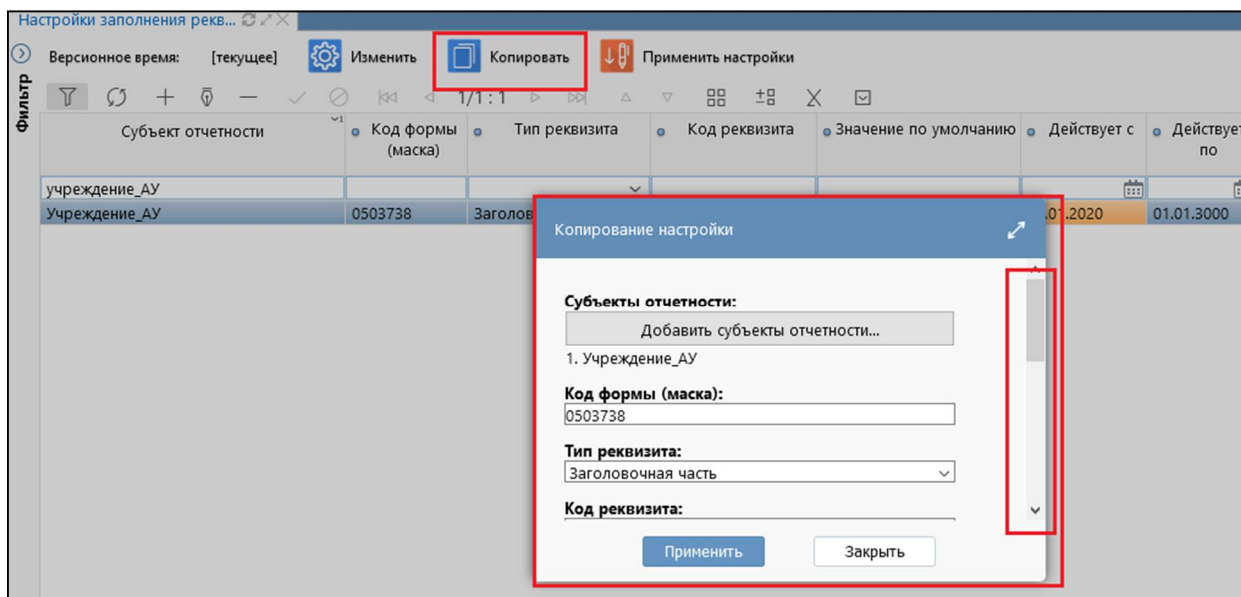 Настройки заполнения рекв...
Версионное время: [текущее] Изменить Копировать Применить настройки
Фильтр
1/1 : 1
Субъект отчетности Код формы (маска) Тип реквизита Код реквизита Значение по умолчанию Действует с Действует по
учреждение_АУ
Учреждение_АУ 0503738 Заголов .01.2020 01.01.3000
Копирование настройки
Субъекты отчетности:
Добавить субъекты отчетности...
1. Учреждение_АУ
Код формы (маска):
0503738
Тип реквизита:
Заголовочная часть
Код реквизита:
Применить Закрыть